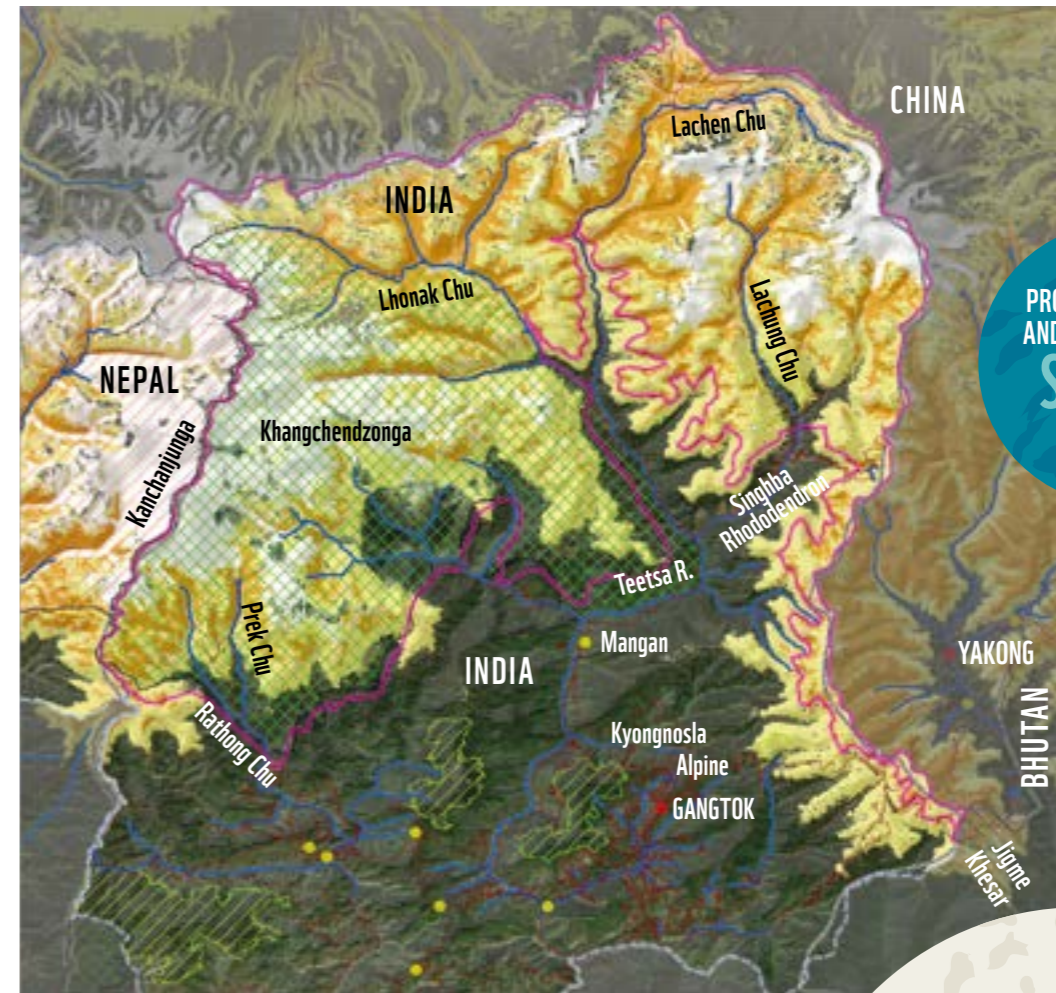 CHINA
Lachen Chu
INDIA
Lhonak Chu
Lachung Chu
NEPAL
Khangchendzonga
Kanchanjunga
Singhba
Rhododendron
Teetsa R.
Prek Chu
Mangan
INDIA
YAKONG
BHUTAN
Rathong Chu
Kyongnosla
Alpine
GANGTOK
Jigme
Khesar